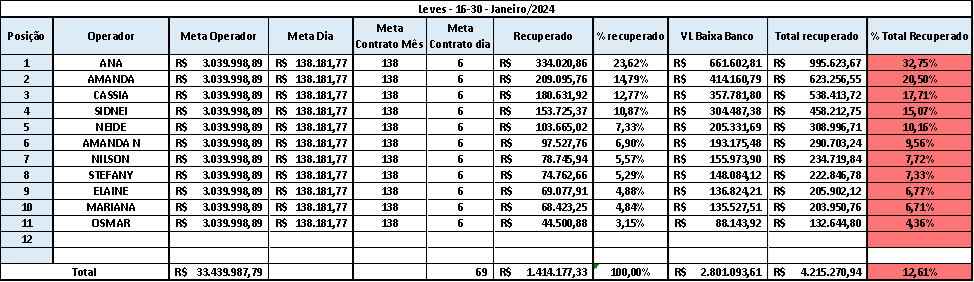 Leves - 16-30 - Janeiro/2024
Posição Operador Meta Operador Meta Dia Meta Contrato Mês Meta Contrato dia Recuperado % recuperado VL Baixa Banco Total recuperado % Total Recuperado
1 ANA R$ 3.039.998,89 R$ 138.181,77 138 6 R$ 334.020,86 23,62% R$ 661.602,81 R$ 995.623,67 32,75%
2 AMANDA R$ 3.039.998,89 R$ 138.181,77 138 6 R$ 209.095,76 14,79% R$ 414.160,79 R$ 623.256,55 20,50%
3 CASSIA R$ 3.039.998,89 R$ 138.181,77 138 6 R$ 180.631,92 12,77% R$ 357.781,80 R$ 538.413,72 17,71%
4 SIDNEI R$ 3.039.998,89 R$ 138.181,77 138 6 R$ 153.725,37 10,87% R$ 304.487,38 R$ 458.212,75 15,07%
5 NEIDE R$ 3.039.998,89 R$ 138.181,77 138 6 R$ 103.665,02 7,33% R$ 205.331,69 R$ 308.996,71 10,16%
6 AMANDA N R$ 3.039.998,89 R$ 138.181,77 138 6 R$ 97.527,76 6,90% R$ 193.175,48 R$ 290.703,24 9,56%
7 NILSON R$ 3.039.998,89 R$ 138.181,77 138 6 R$ 78.745,94 5,57% R$ 155.973,90 R$ 234.719,84 7,72%
8 STEFANY R$ 3.039.998,89 R$ 138.181,77 138 6 R$ 74.762,66 5,29% R$ 148.084,12 R$ 222.846,78 7,33%
9 ELAINE R$ 3.039.998,89 R$ 138.181,77 138 6 R$ 69.077,91 4,88% R$ 136.824,21 R$ 205.902,12 6,77%
10 MARIANA R$ 3.039.998,89 R$ 138.181,77 138 6 R$ 68.423,25 4,84% R$ 135.527,51 R$ 203.950,76 6,71%
11 OSMAR R$ 3.039.998,89 R$ 138.181,77 138 6 R$ 44.500,88 3,15% R$ 88.143,92 R$ 132.644,80 4,36%
12
Total R$ 33.439.987,79 69 R$ 1.414.177,33 100,00% R$ 2.801.093,61 R$ 4.215.270,94 12,61%